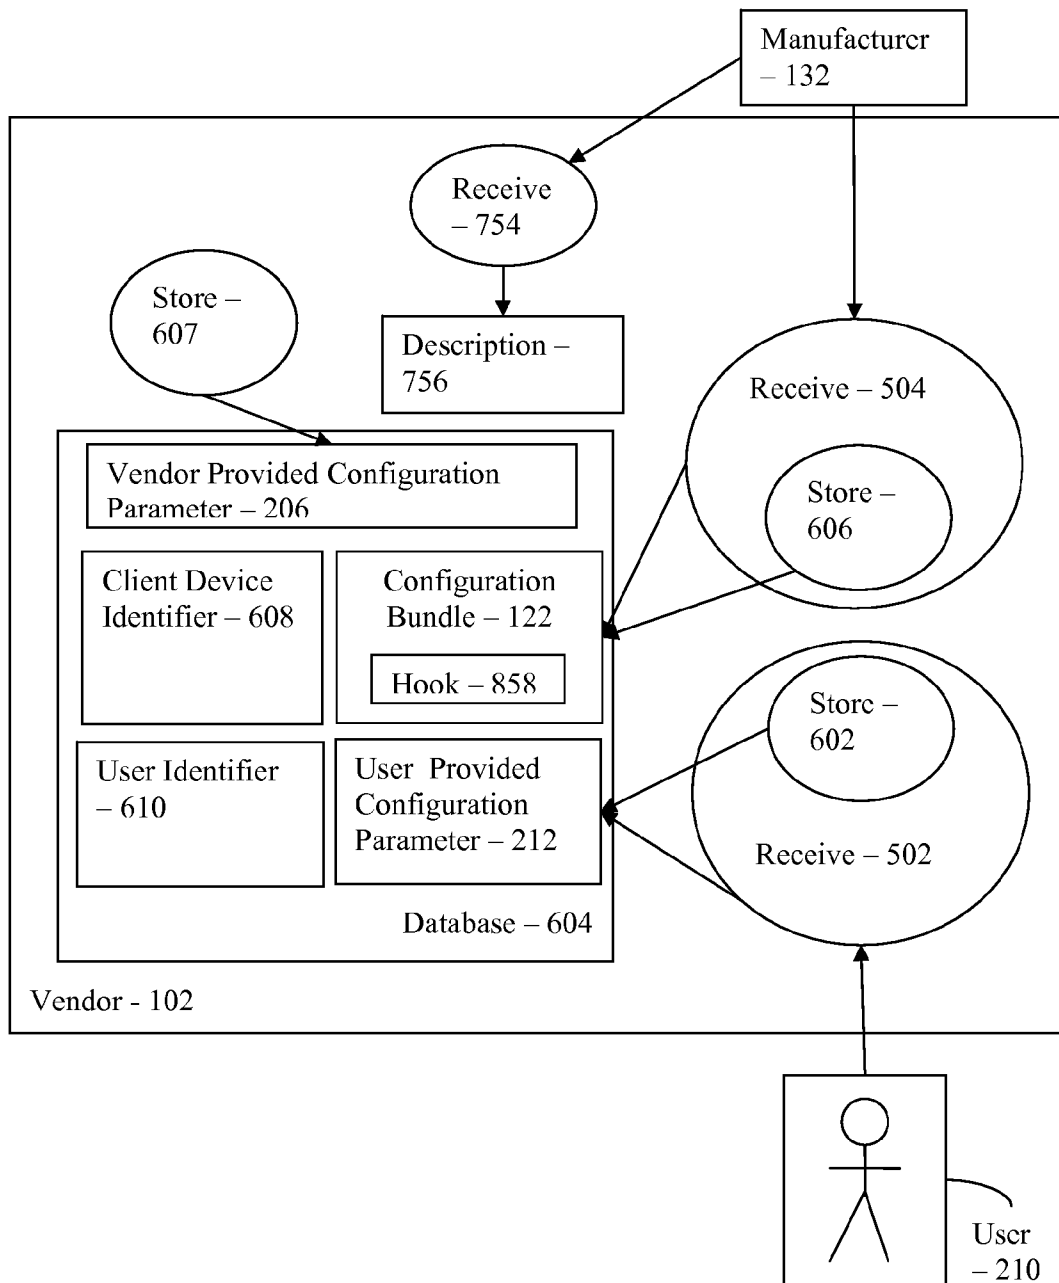 Manufacturer
– 132
Receive
– 754
Store –
607
Description –
756
Receive – 504
Store –
606
Vendor Provided Configuration
Parameter – 206
Client Device
Identifier – 608
Configuration
Bundle – 122
Hook – 858
Store –
602
User Identifier
– 610
User Provided
Configuration
Parameter – 212
Receive – 502
Database – 604
Vendor - 102
User
– 210